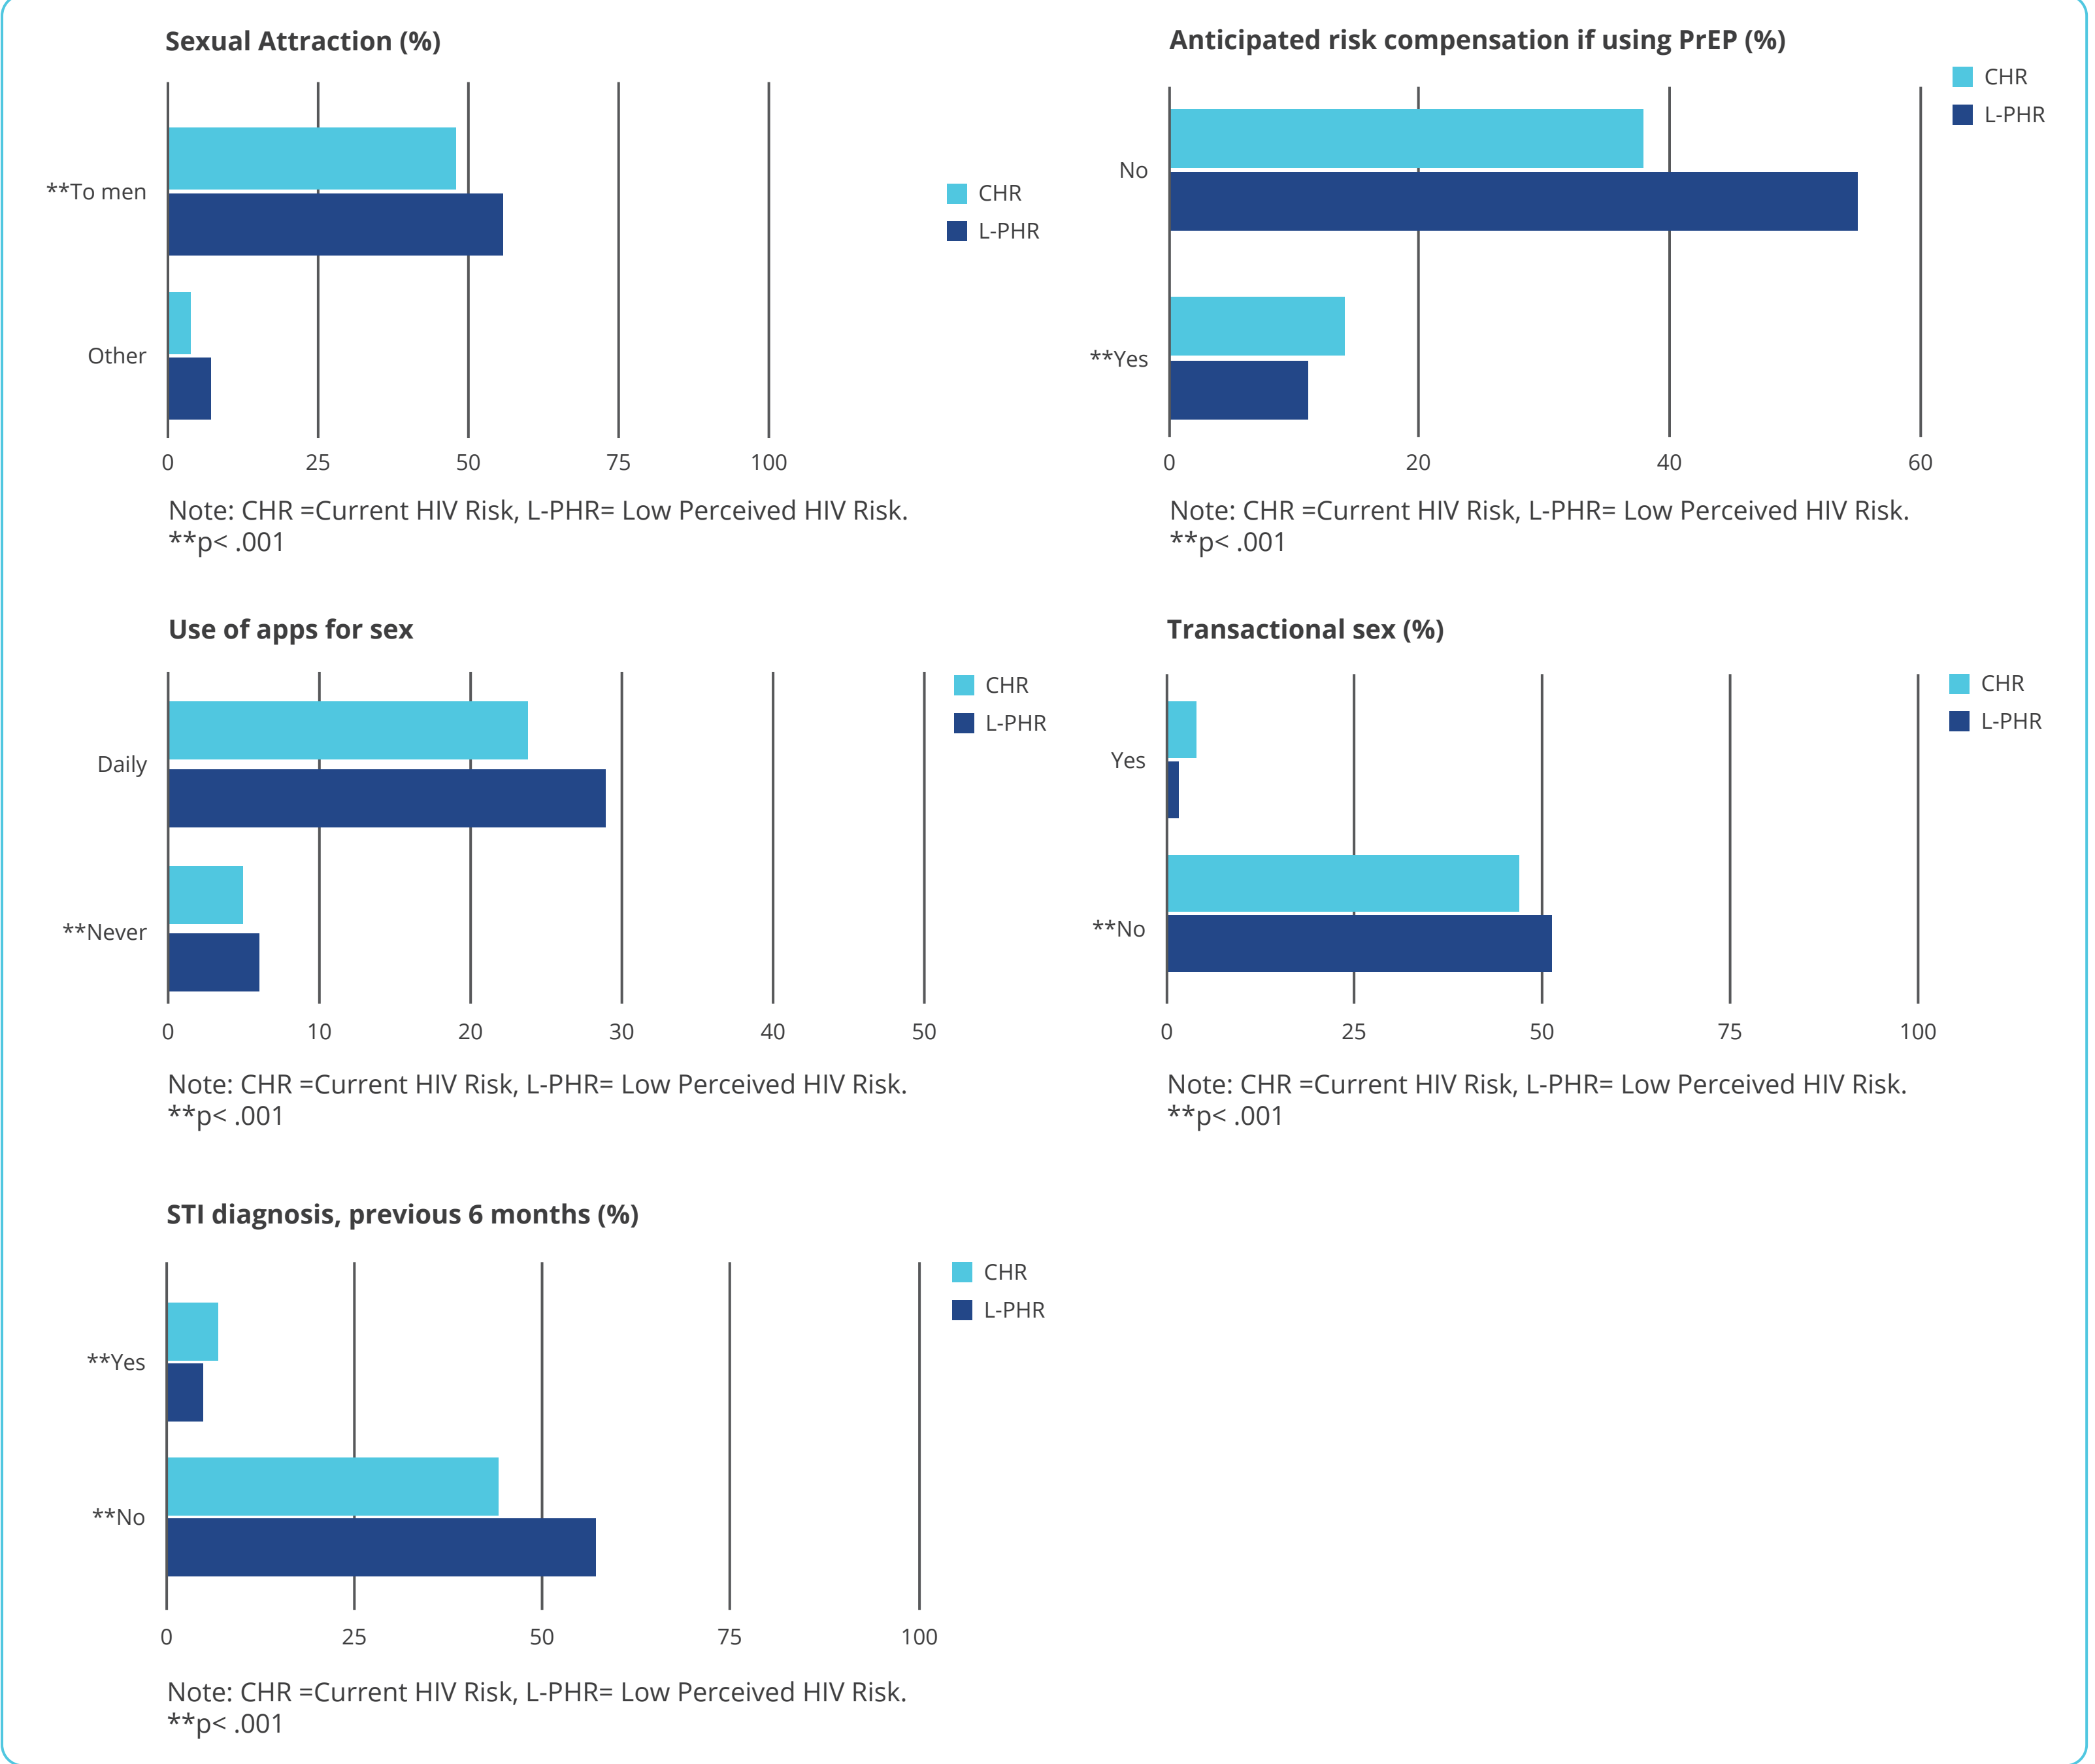 Sexual Attraction (%)
**To men
Other
0 25 50 75 100
CHR
L-PHR
Note: CHR =Current HIV Risk, L-PHR= Low Perceived HIV Risk.
**p< .001
Anticipated risk compensation if using PrEP (%)
CHR
L-PHR
No
**Yes
0 20 40 60
Note: CHR =Current HIV Risk, L-PHR= Low Perceived HIV Risk.
**p< .001
Use of apps for sex
CHR
L-PHR
Daily
**Never
0 10 20 30 40 50
Note: CHR =Current HIV Risk, L-PHR= Low Perceived HIV Risk.
**p< .001
Transactional sex (%)
CHR
L-PHR
Yes
**No
0 25 50 75 100
Note: CHR =Current HIV Risk, L-PHR= Low Perceived HIV Risk.
**p< .001
STI diagnosis, previous 6 months (%)
CHR
L-PHR
**Yes
**No
0 25 50 75 100
Note: CHR =Current HIV Risk, L-PHR= Low Perceived HIV Risk.
**p< .001